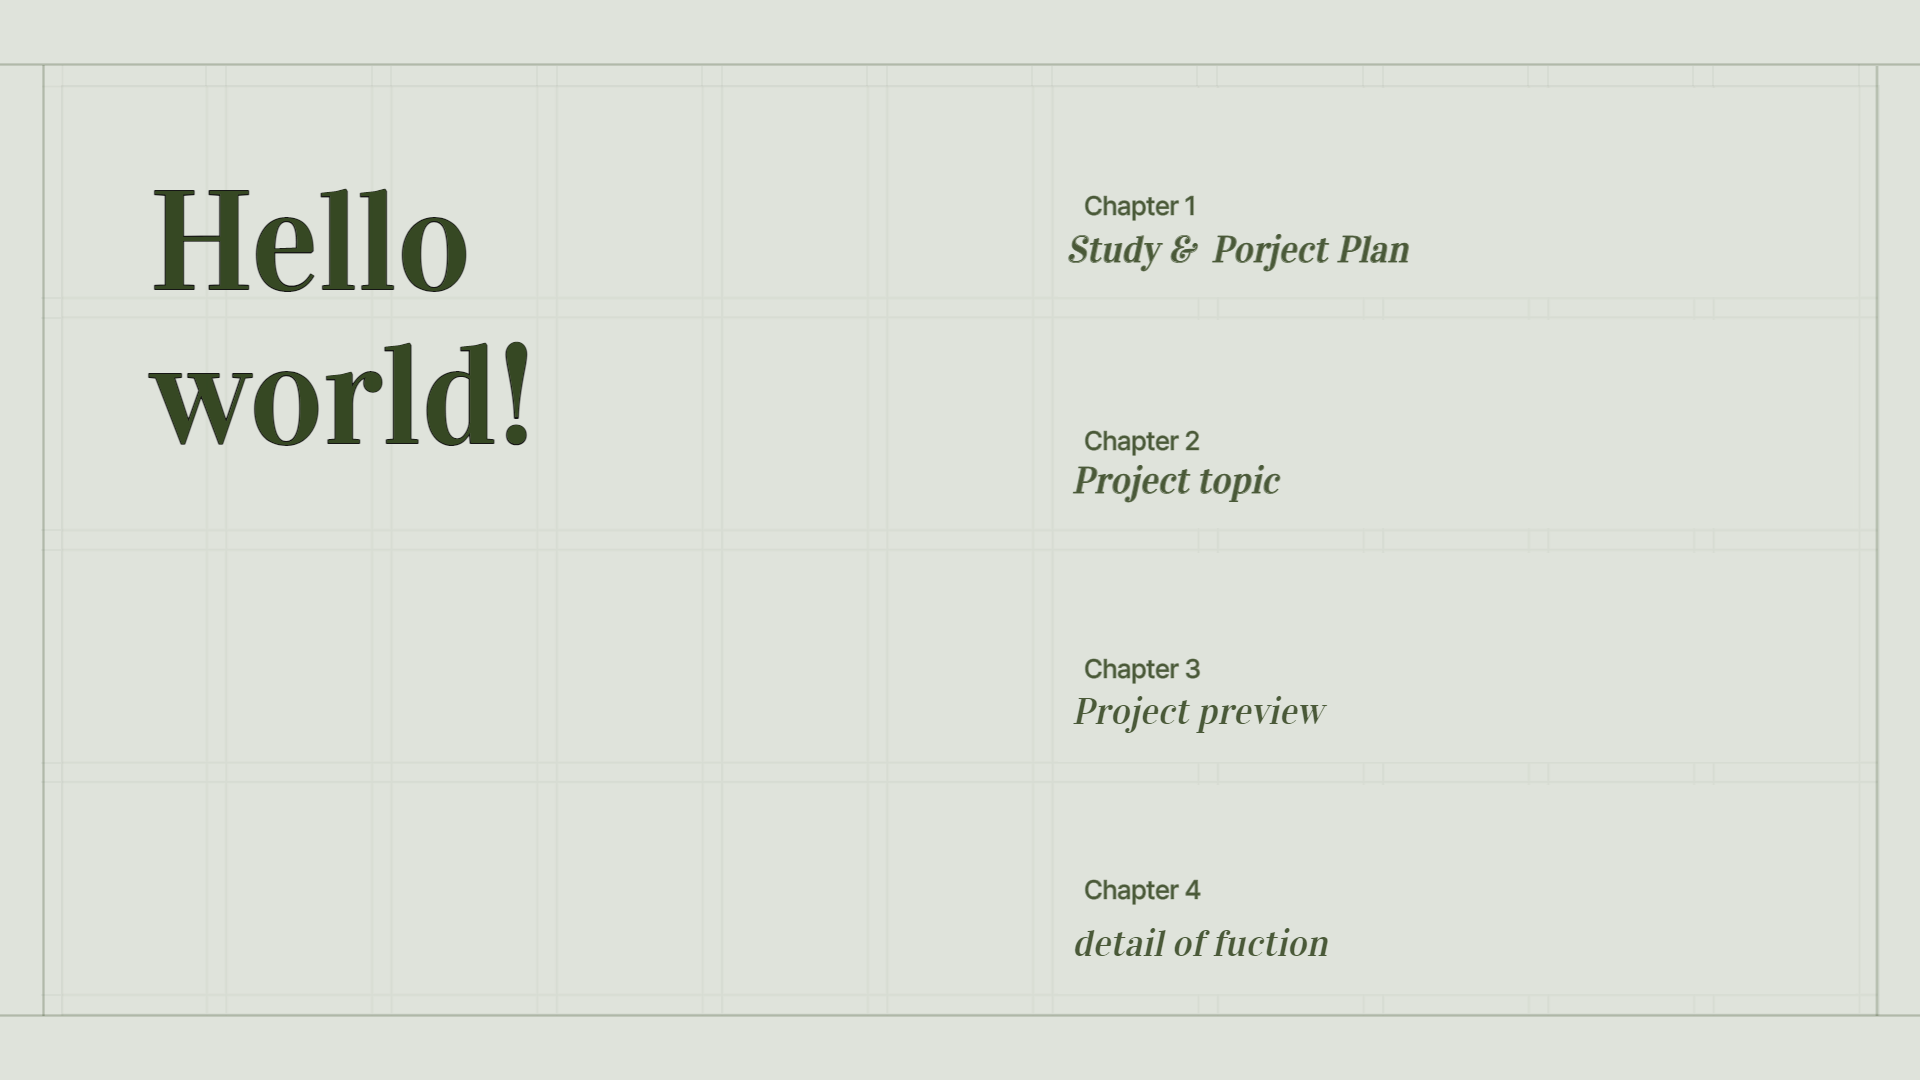 Hello
world!
Chapter 1
Study & Porject Plan
Chapter 2
Project topic
Chapter 3
Project preview
Chapter 4
detail of fuction